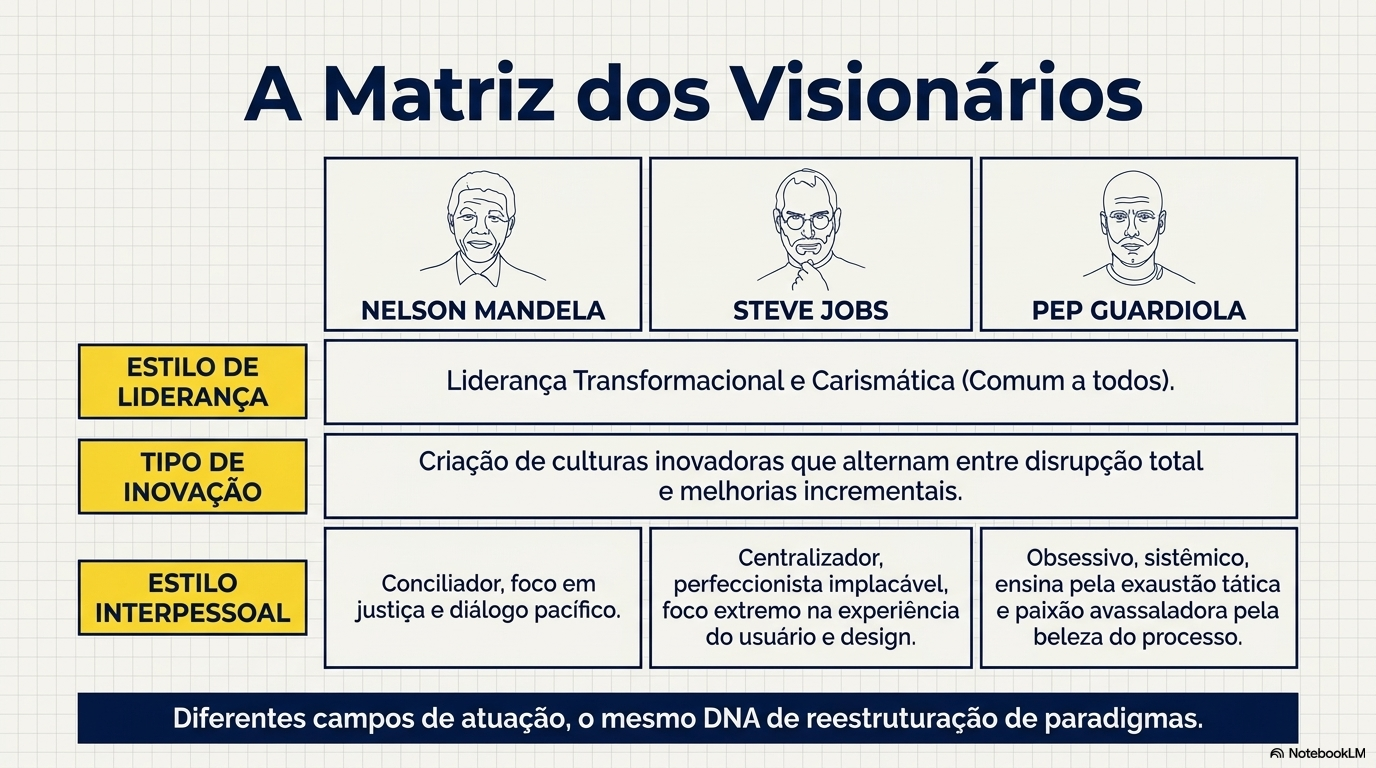 A Matriz dos Visionários
NELSON MANDELA
STEVE JOBS
PEP GUARDIOLA
ESTILO DE
LIDERANÇA
Liderança Transformacional e Carismática (Comum a todos).
TIPO DE
INOVAÇÃO
Criação de culturas inovadoras que alternam entre disrupção total
e melhorias incrementais.
ESTILO
INTERPESSOAL
Conciliador, foco em
justiça e diálogo pacífico.
Centralizador,
perfeccionista implacável,
foco extremo na experiência
do usuário e design.
Obsessivo, sistêmico,
ensina pela exaustão tática
e paixão avassaladora pela
beleza do processo.
Diferentes campos de atuação, o mesmo DNA de reestruturação de paradigmas.
NotebookLM